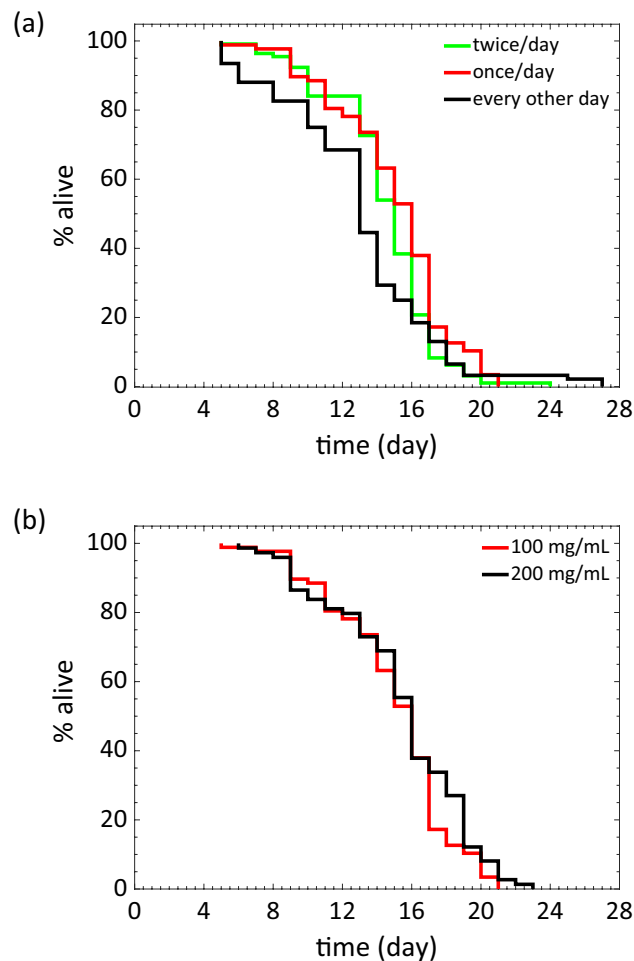 (a)
100
80
60
40
20
0
% alive
twice/day
once/day
every other day
0 4 8 12 16 20 24 28
time (day)
(b)
100
80
60
40
20
0
% alive
100 mg/mL
200 mg/mL
0 4 8 12 16 20 24 28
time (day)